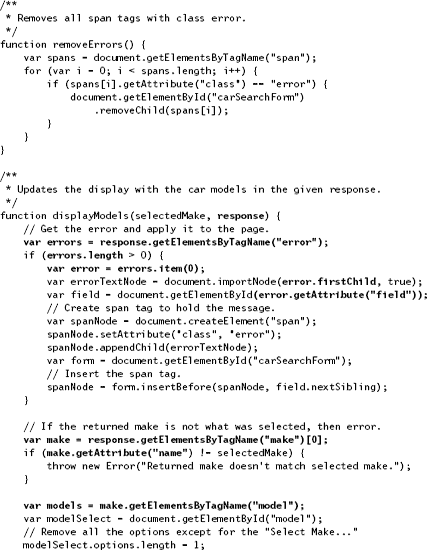 /**
 * Removes all span tags with class error.
 */
function removeErrors() {
    var spans = document.getElementsByTagName("span");
    for (var i = 0; i < spans.length; i++) {
        if (spans[i].getAttribute("class") == "error") {
            document.getElementById("carSearchForm")
                .removeChild(spans[i]);
        }
    }
}
/**
 * Updates the display with the car models in the given response.
 */
function displayModels(selectedMake, response) {
    // Get the error and apply it to the page.
    var errors = response.getElementsByTagName("error");
    if (errors.length > 0) {
        var error = errors.item(0);
        var errorTextNode = document.importNode(error.firstChild, true);
        var field = document.getElementById(error.getAttribute("field"));
        // Create span tag to hold the message.
        var spanNode = document.createElement("span");
        spanNode.setAttribute("class", "error");
        spanNode.appendChild(errorTextNode);
        var form = document.getElementById("carSearchForm");
        // Insert the span tag.
        spanNode = form.insertBefore(spanNode, field.nextSibling);
    }
    // If the returned make is not what was selected, then error.
    var make = response.getElementsByTagName("make")[0];
    if (make.getAttribute("name") != selectedMake) {
        throw new Error("Returned make doesn't match selected make.");
    }
    var models = make.getElementsByTagName("model");
    var modelSelect = document.getElementById("model");
    // Remove all the options except for the "Select Make..."
    modelSelect.options.length = 1;